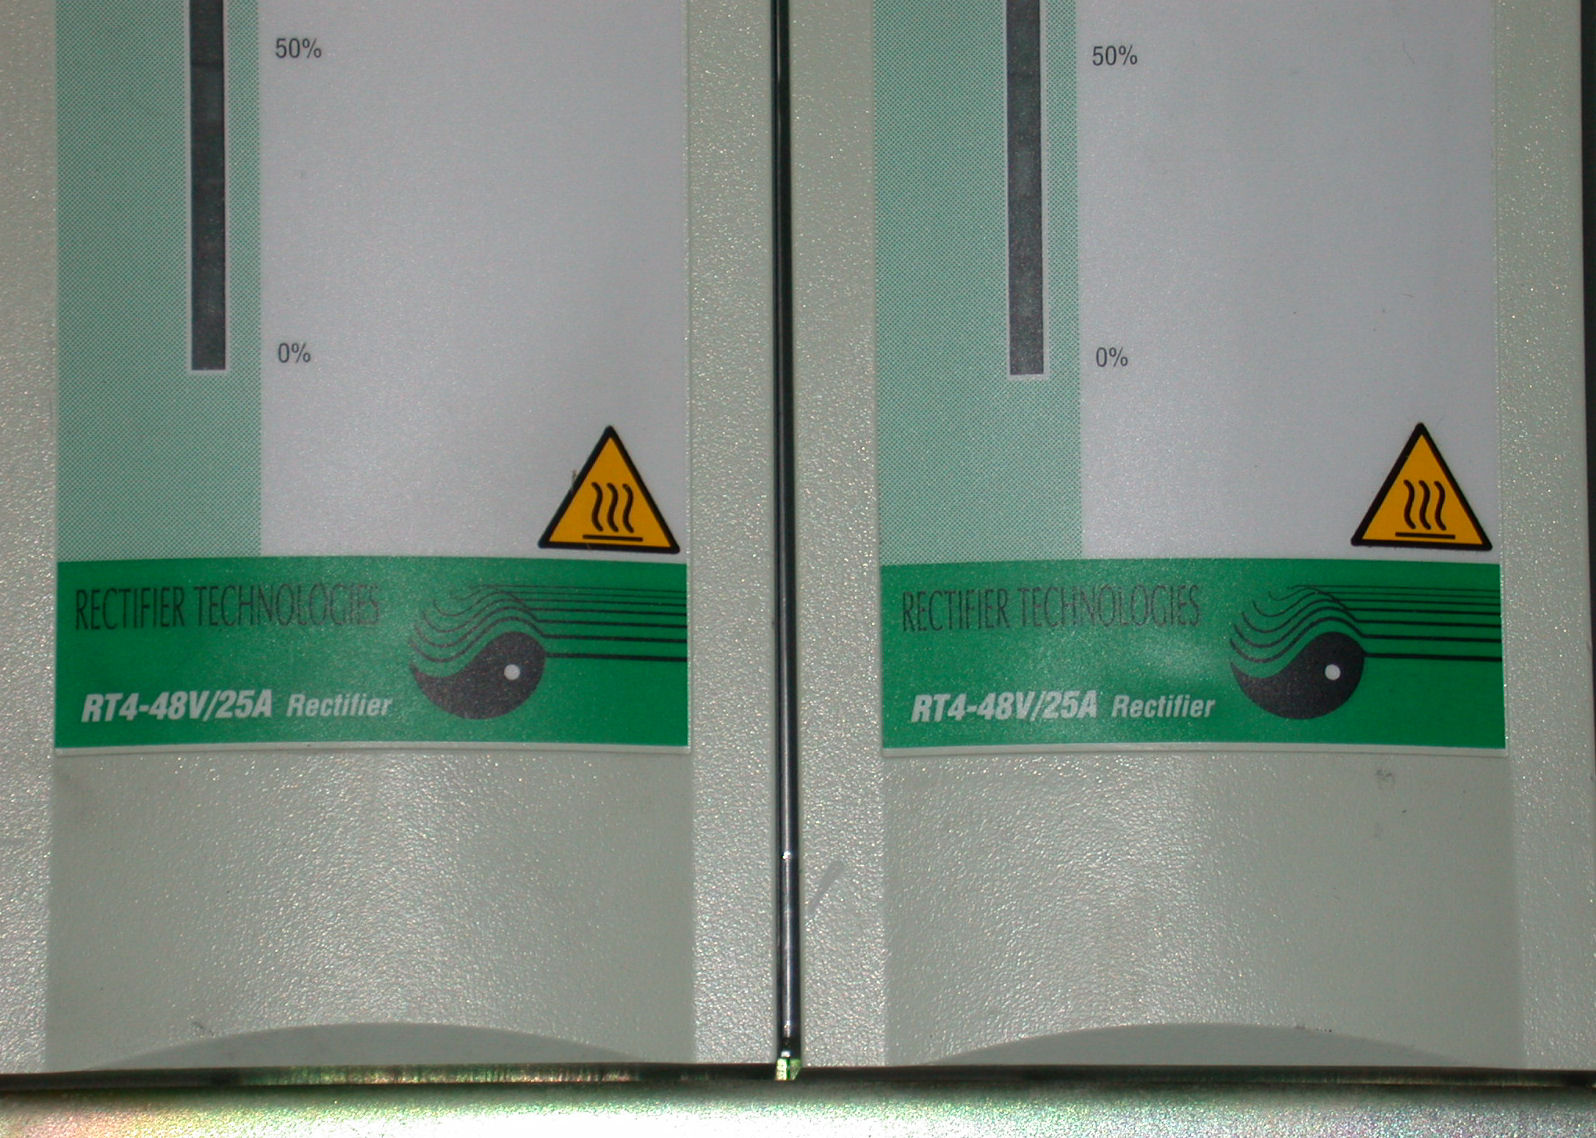 50%
0%
RECTIFIER TECHNOLOGIES
RT4-48V/25A Rectifier
50%
0%
RECTIFIER TECHNOLOGIES
RT4-48V/25A Rectifier